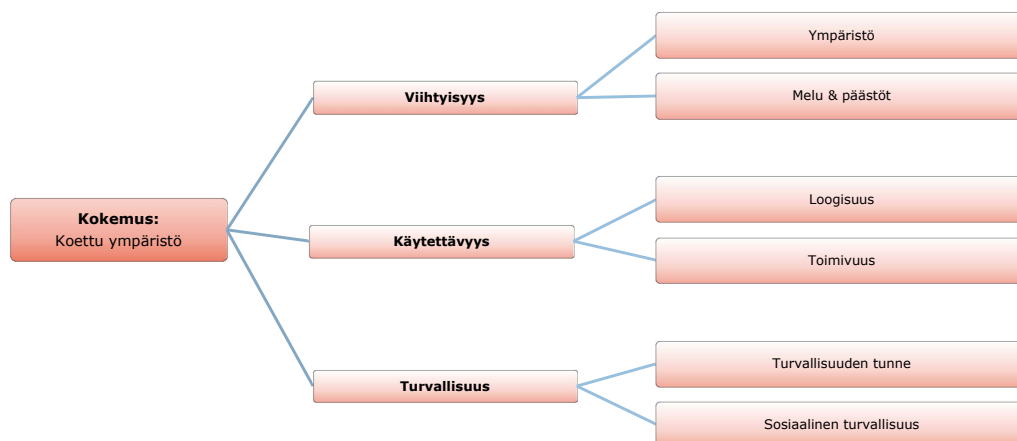 Kokemus:
Koettu ympäristö
Viihtyisyys
Ympäristö
Melu & päästöt
Käytettävyys
Loogisuus
Toimivuus
Turvallisuus
Turvallisuuden tunne
Sosiaalinen turvallisuus